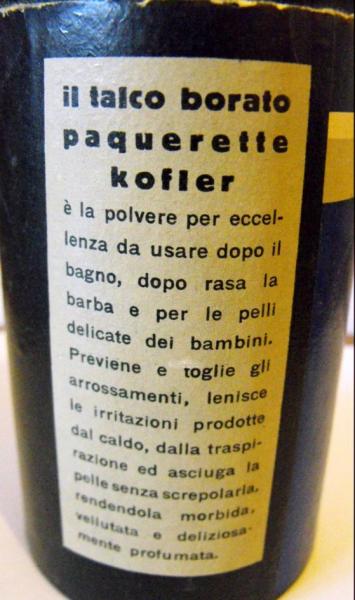 il talco borato
paquerette
kofler
è la polvere per eccel-
lenza da usare dopo il
bagno, dopo rasa la
barba e per le pelli
delicate dei bambini.
Previene e toglie gli
arrossamenti, lenisce
le irritazioni prodotte
dal caldo, dalla traspi-
razione ed asciuga la
pelle senza screpolarla,
rendendola morbida,
vellutata e deliziosa-
mente profumata.